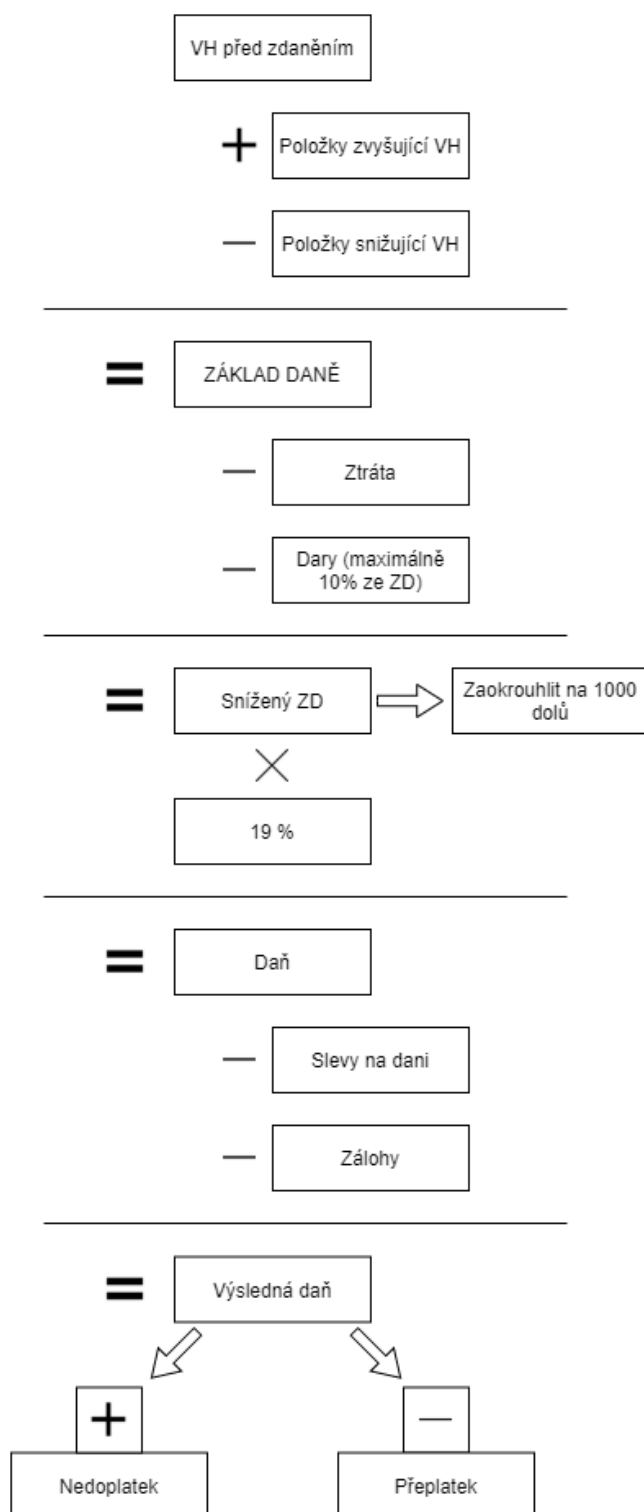 VH před zdaněním
+
Položky zvyšující VH
—
Položky snižující VH
=
ZÁKLAD DANĚ
—
Ztráta
—
Dary (maximálně
10% ze ZD)
=
Snížený ZD
Zaokrouhlit na 1000
dolů
×
19 %
=
Daň
—
Slevy na dani
—
Zálohy
=
Výsledná daň
+
—
Nedoplatek
Přeplatek